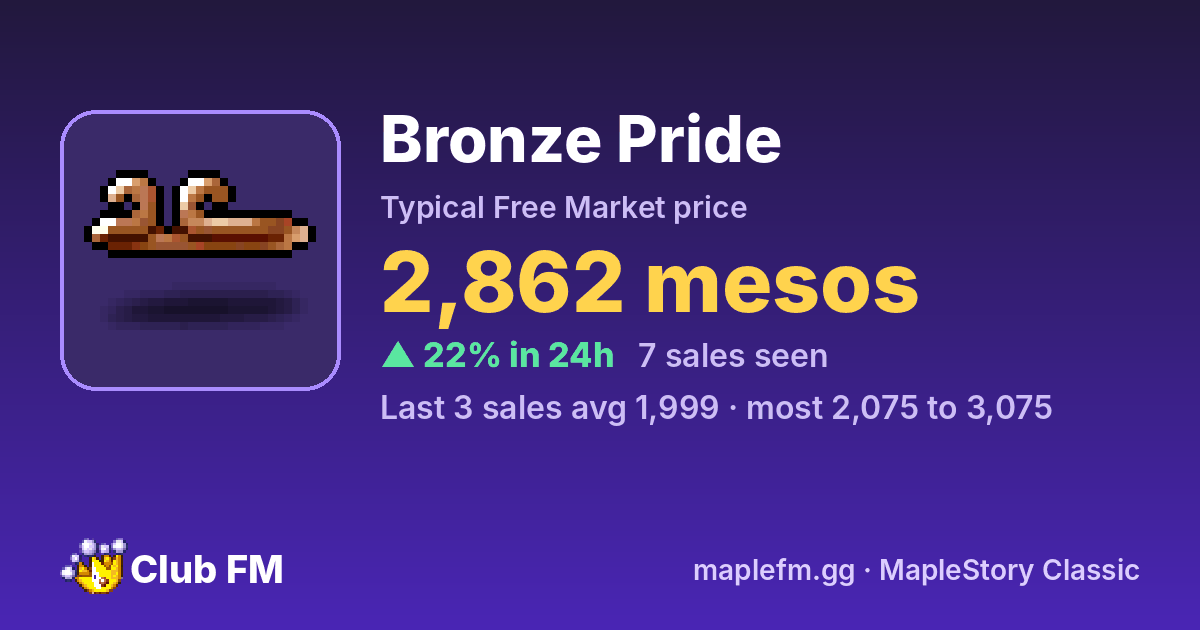 Bronze Pride
Typical Free Market price
2,862 mesos
▲ 22% in 24h 7 sales seen
Last 3 sales avg 1,999 · most 2,075 to 3,075
Club FM
maplefm.gg · MapleStory Classic